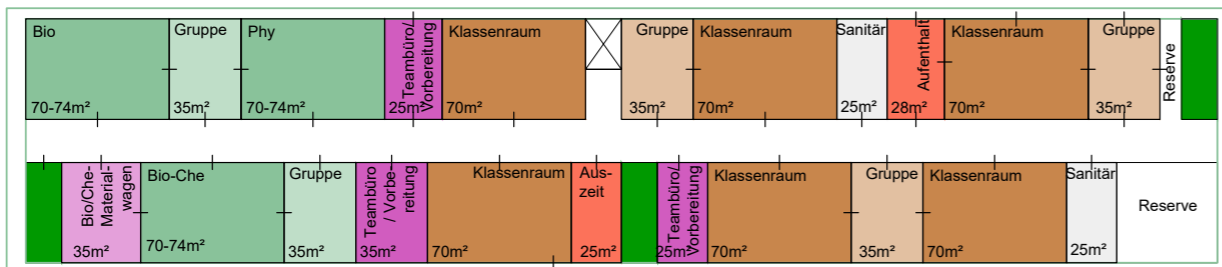 Bio
70-74m²
Gruppe
35m²
Phy
70-74m²
Teambüro/
Vorbereitung
25m²
Klassenraum
70m²
Gruppe
35m²
Klassenraum
70m²
Sanitär
25m²
Aufenthalt
28m²
Klassenraum
70m²
Gruppe
35m²
Reserve
Bio/Che-
Material-
wagen
35m²
Bio-Che
70-74m²
Gruppe
35m²
Teambüro
/ Vorbe-
reitung
35m²
Klassenraum
70m²
Aus-
zeit
25m²
Teambüro/
Vorbereitung
25m²
Klassenraum
70m²
Gruppe
35m²
Klassenraum
70m²
Sanitär
25m²
Reserve